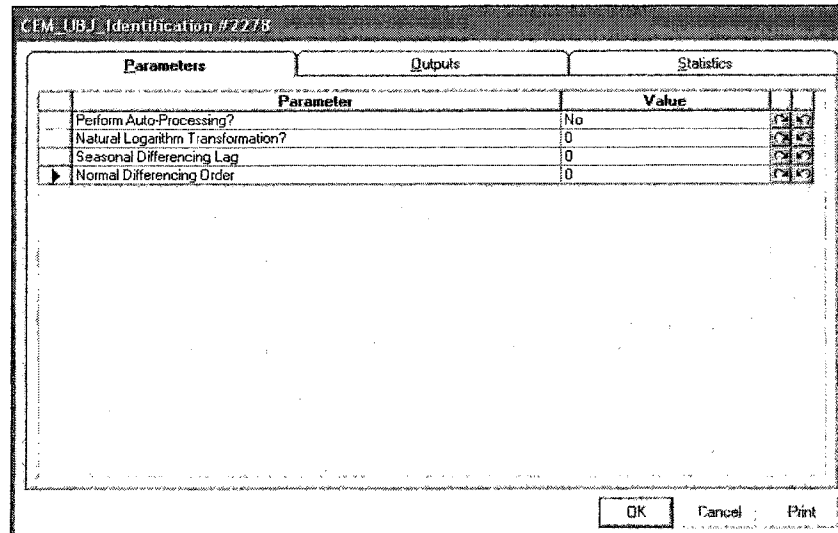 CEM_UBJ_Identification #2278
Parameters Outputs Statistics
Parameter Value
Perform Auto-Processing? No
Natural Logarithm Transformation? 0
Seasonal Differencing Lag 0
Normal Differencing Order 0
OK Cancel Print